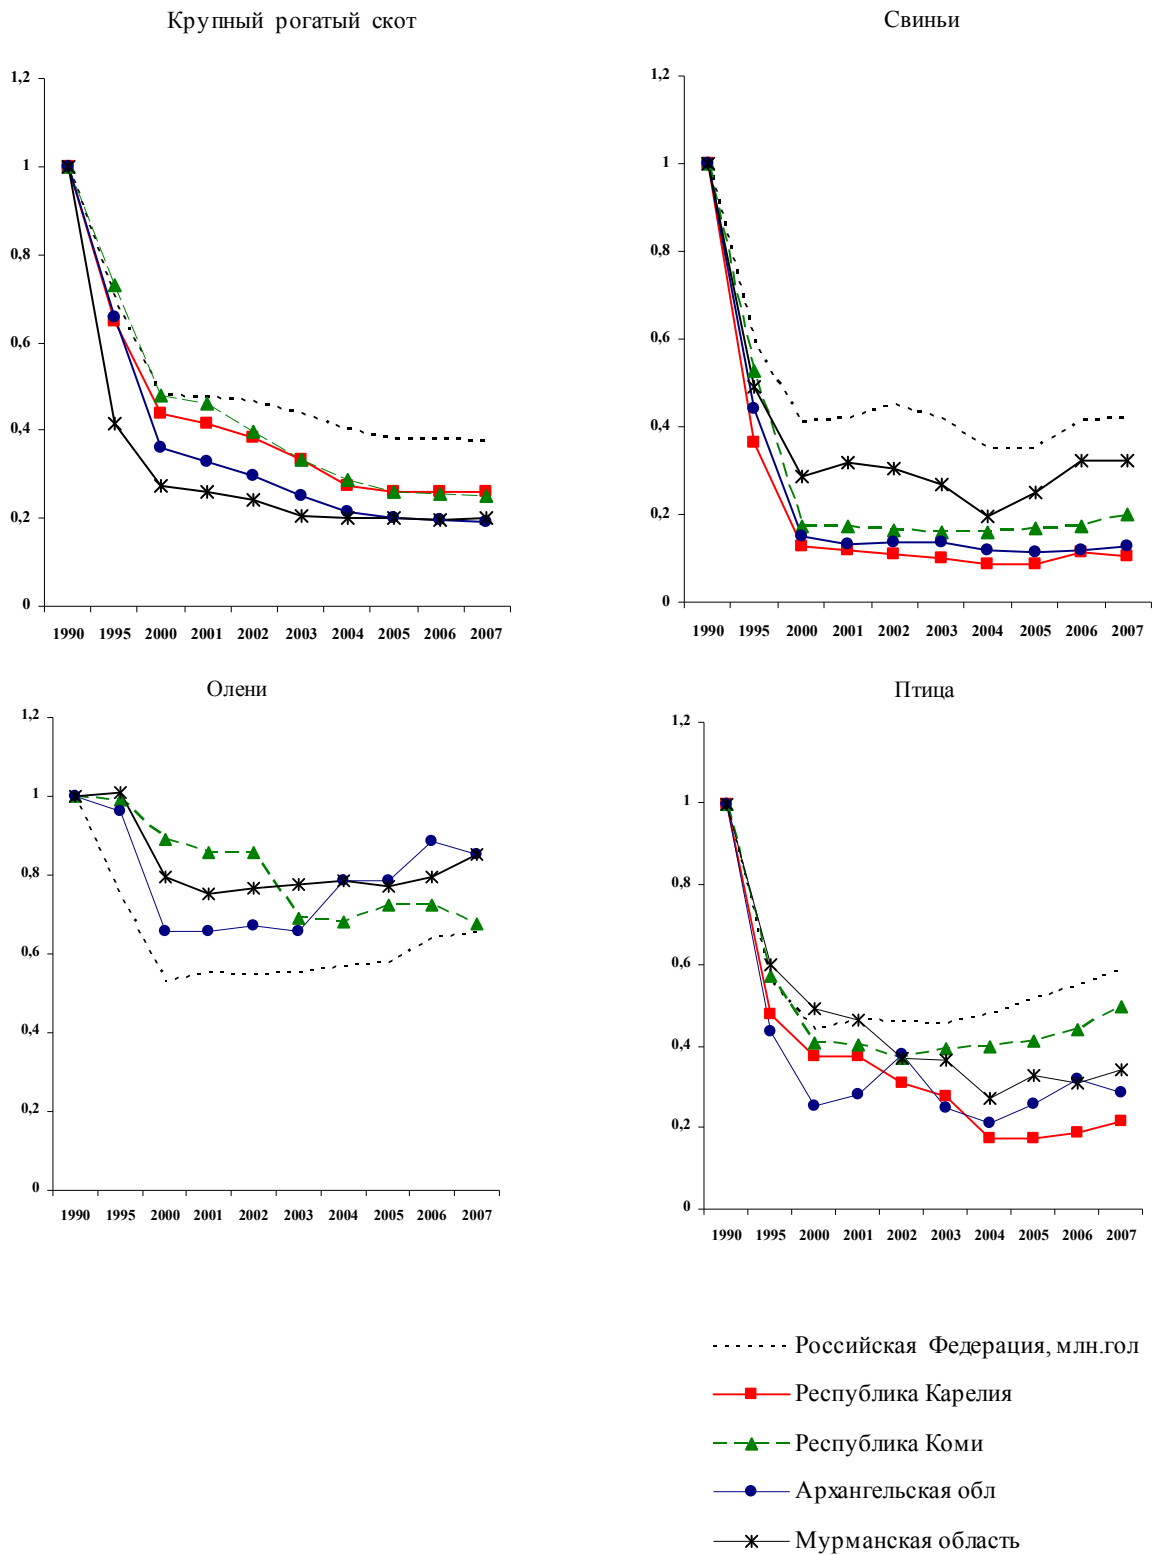 Крупный рогатый скот
1,2
1
0,8
0,6
0,4
0,2
0
1990 1995 2000 2001 2002 2003 2004 2005 2006 2007
Свиньи
1,2
1
0,8
0,6
0,4
0,2
0
1990 1995 2000 2001 2002 2003 2004 2005 2006 2007
Олени
1,2
1
0,8
0,6
0,4
0,2
0
1990 1995 2000 2001 2002 2003 2004 2005 2006 2007
Птица
1,2
1
0,8
0,6
0,4
0,2
0
1990 1995 2000 2001 2002 2003 2004 2005 2006 2007
Российская Федерация, млн.гол
Республика Карелия
Республика Коми
Архангельская обл
Мурманская область